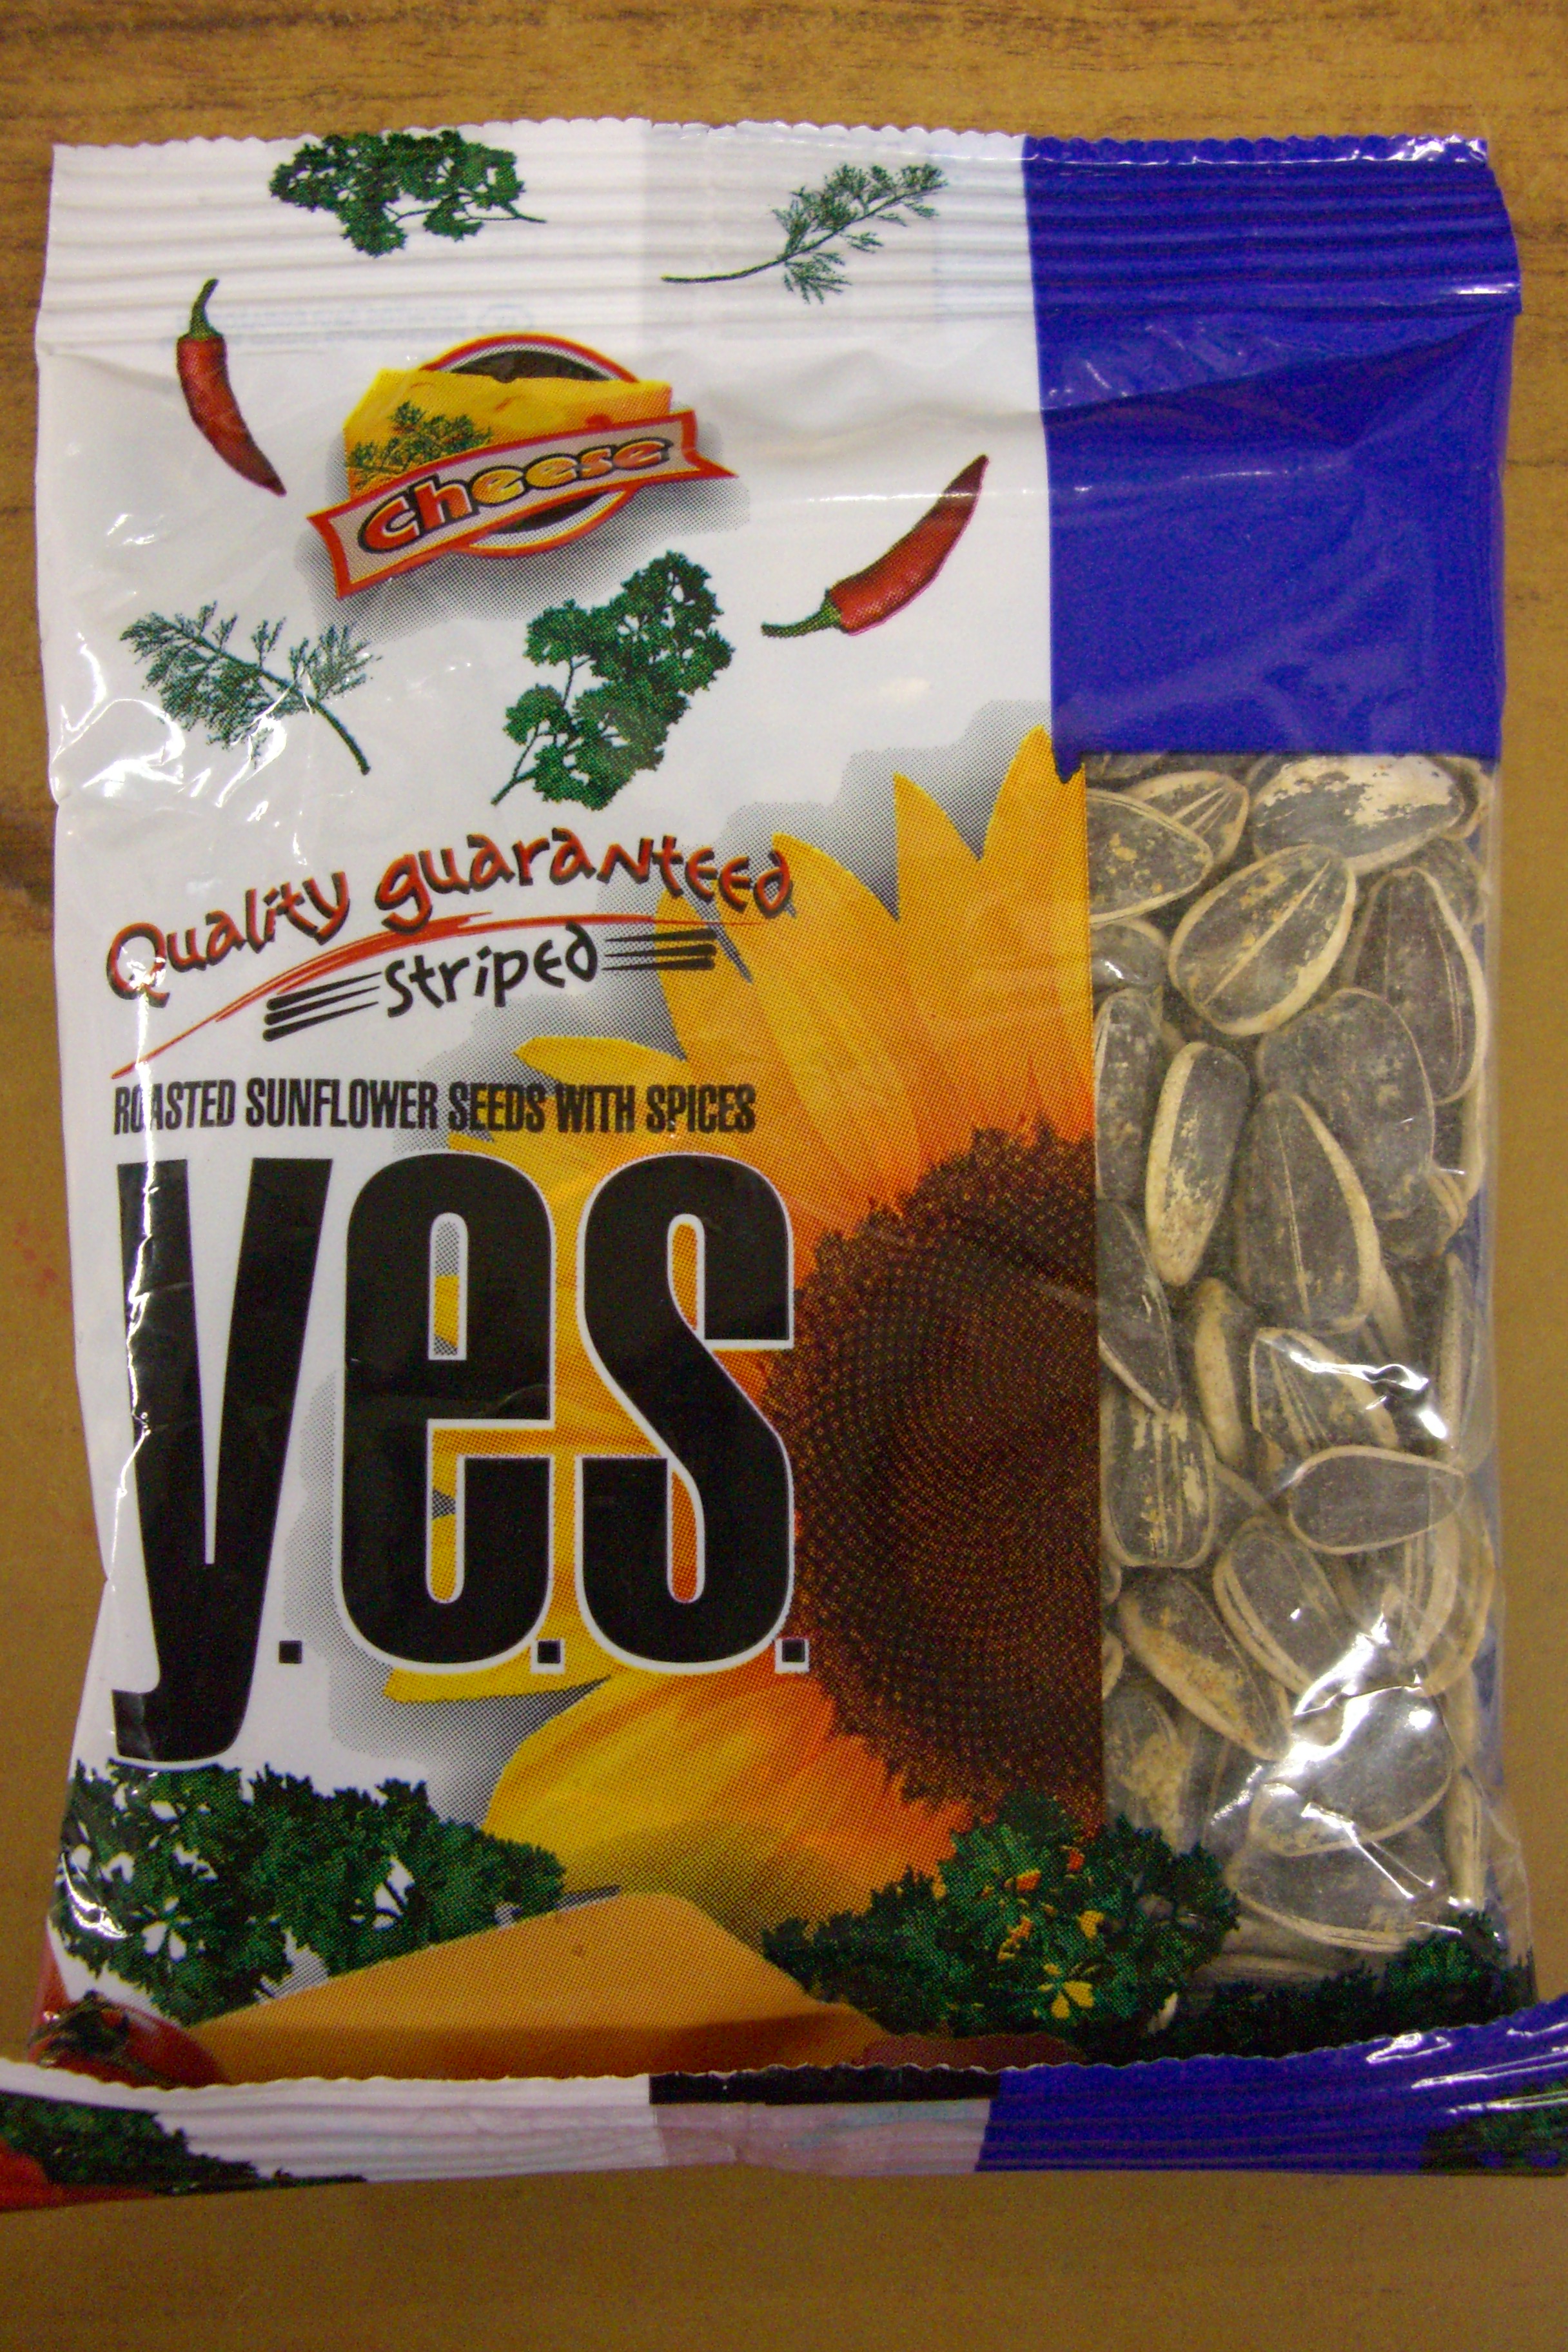 Cheese
Quality guaranteed
striped
ROASTED SUNFLOWER SEEDS WITH SPICES
y.e.s.